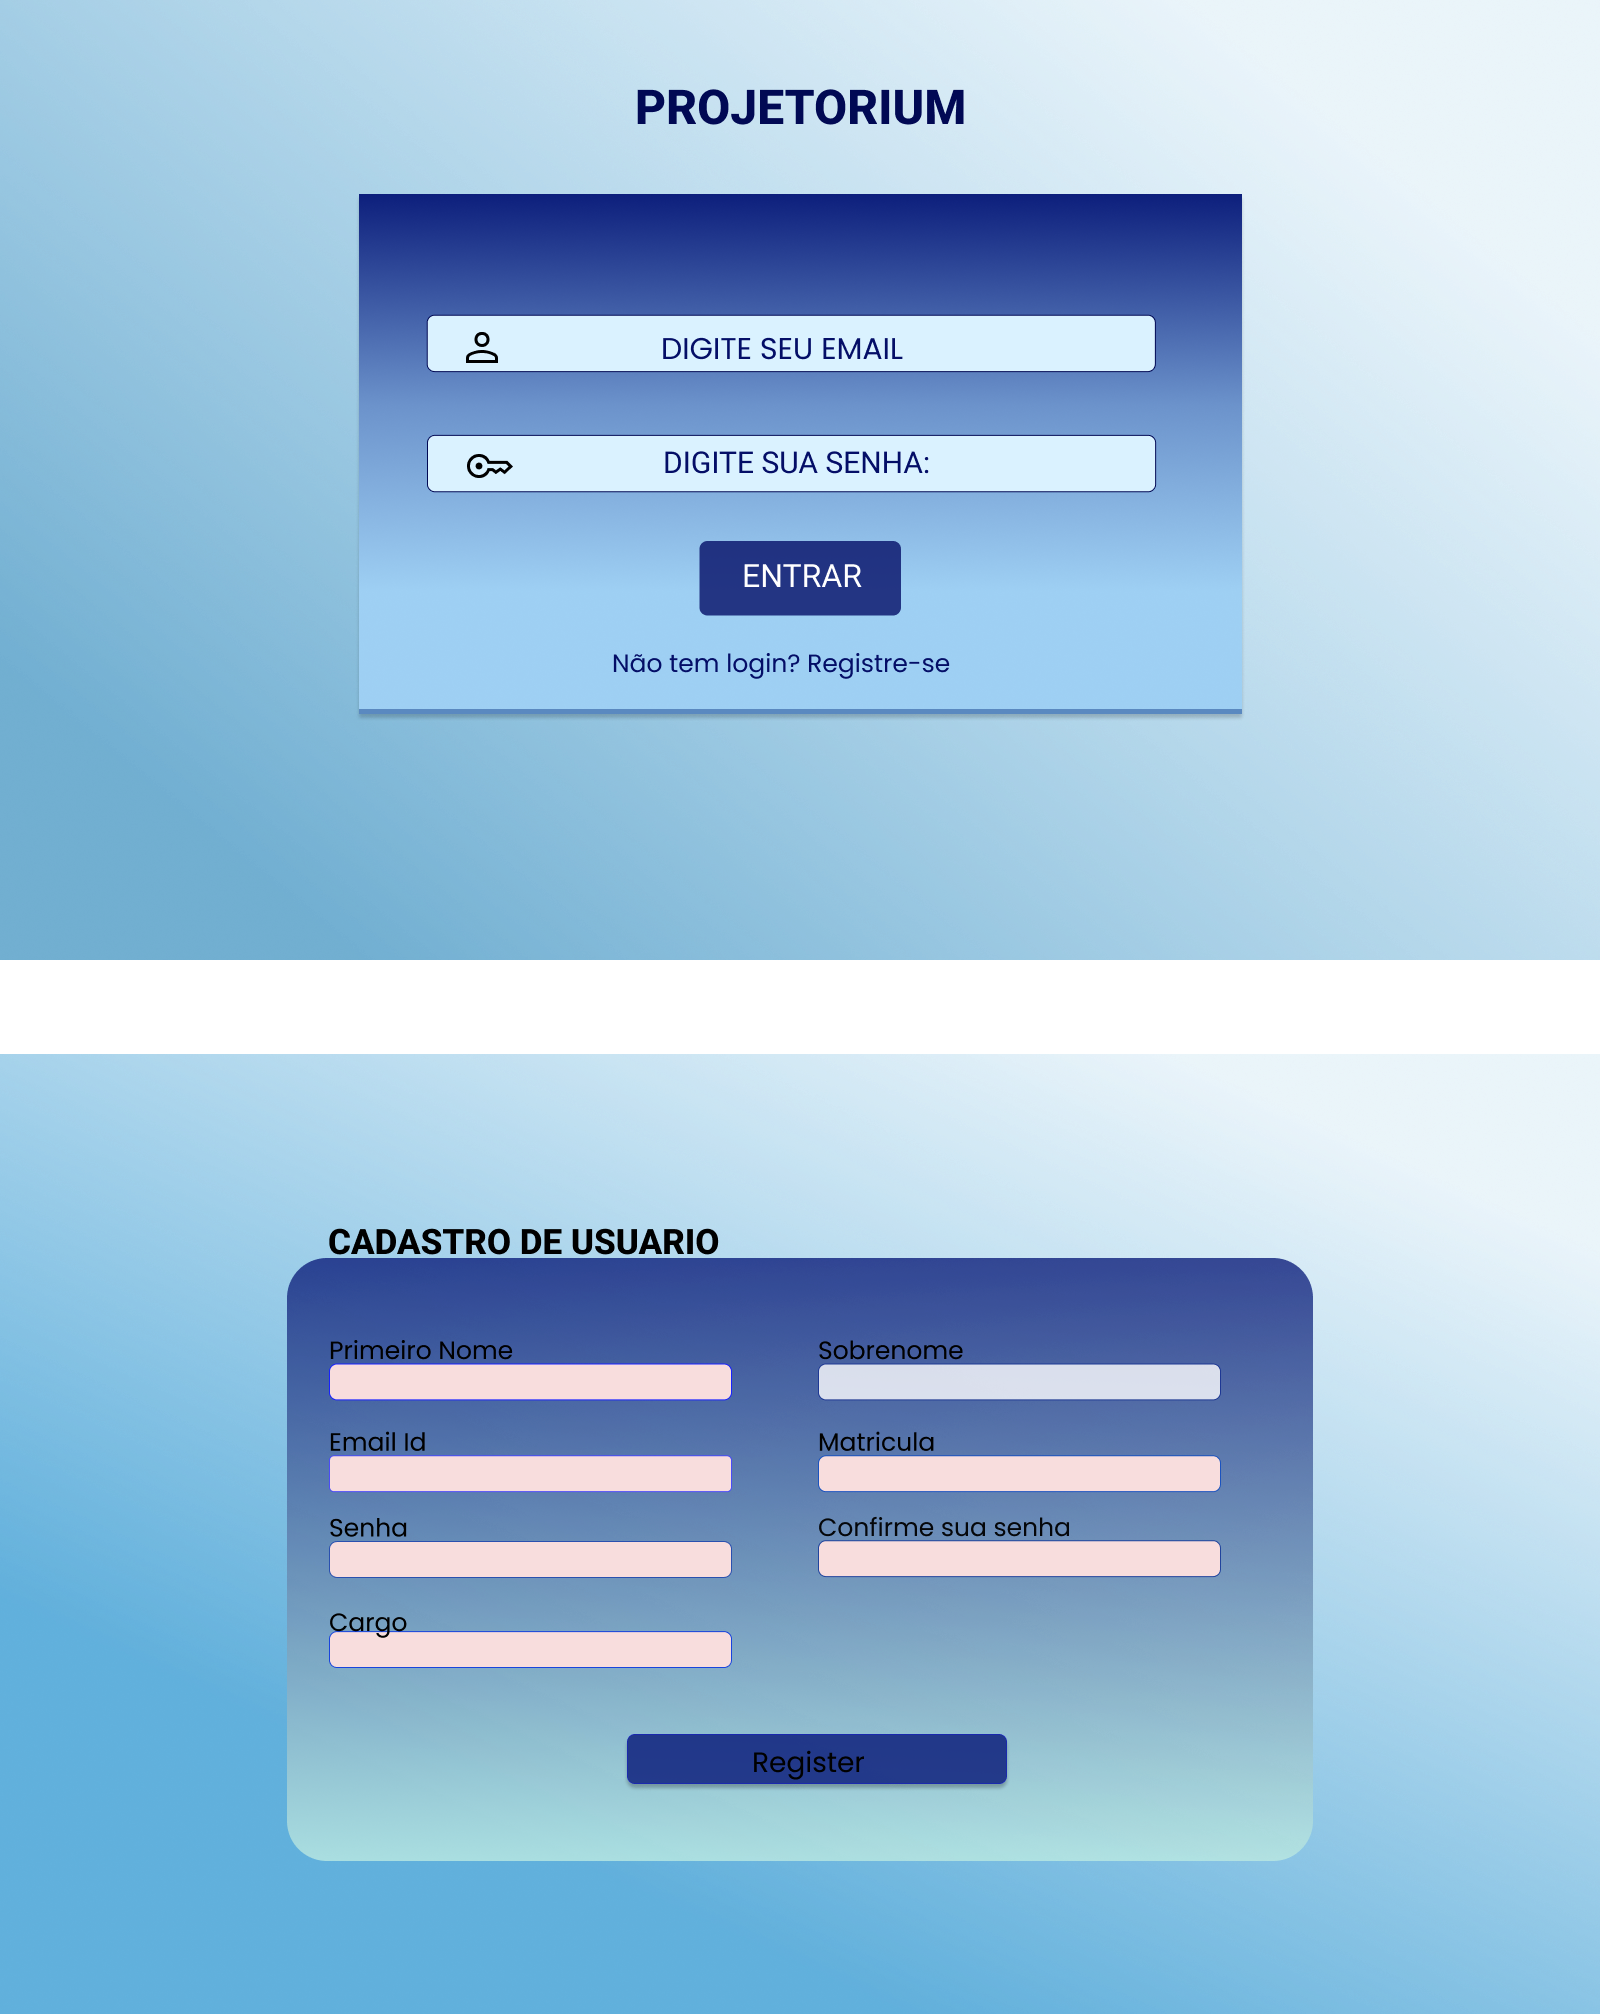 PROJETORIUM
DIGITE SEU EMAIL
DIGITE SUA SENHA:
ENTRAR
Não tem login? Registre-se
CADASTRO DE USUARIO
Primeiro Nome
Sobrenome
Email Id
Matricula
Senha
Confirme sua senha
Cargo
Register